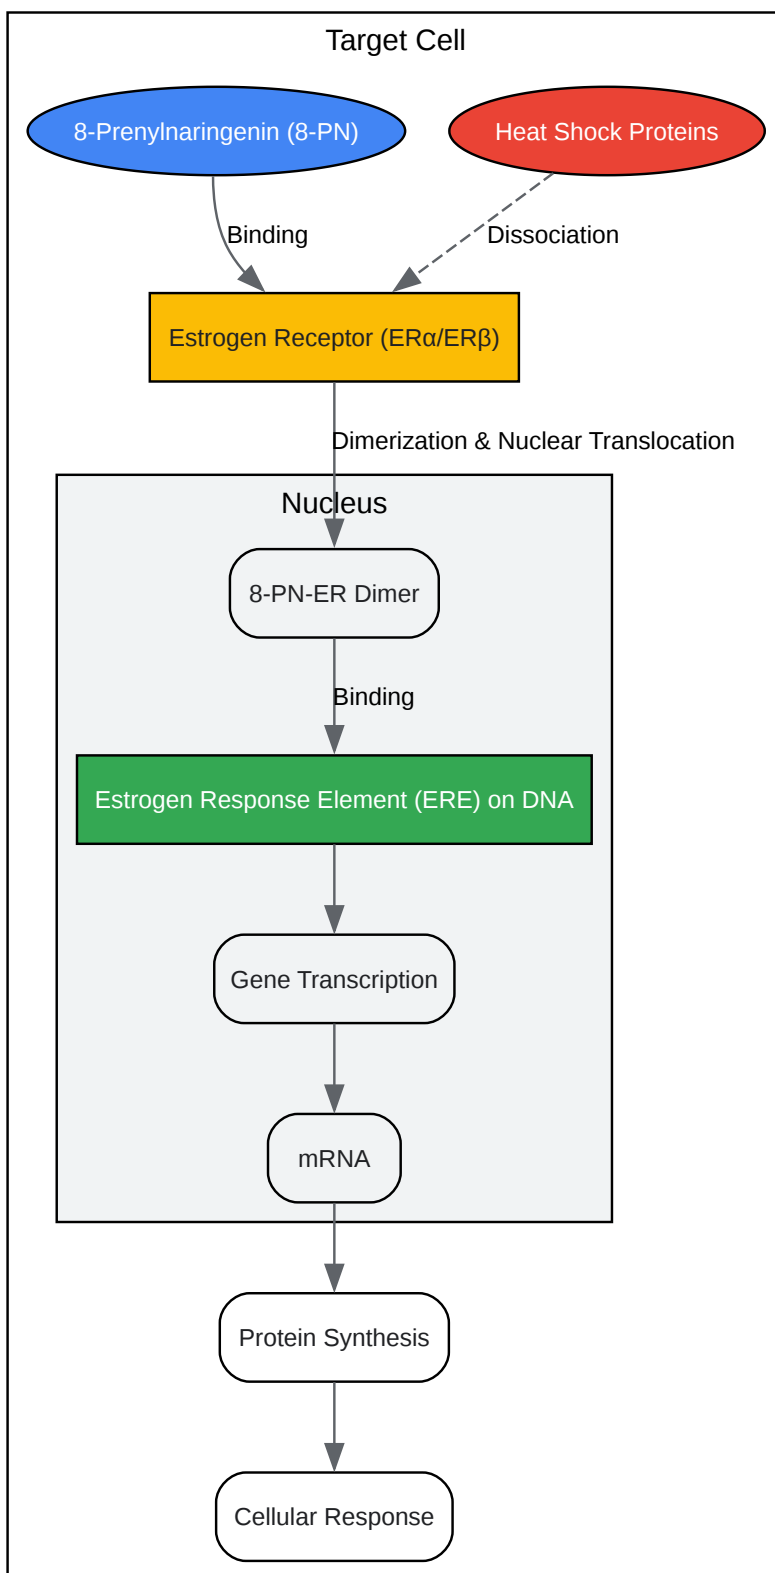 Target Cell
8-Prenylnaringenin (8-PN)
Heat Shock Proteins
Binding
Dissociation
Estrogen Receptor (ERα/ERβ)
Dimerization & Nuclear Translocation
Nucleus
8-PN-ER Dimer
Binding
Estrogen Response Element (ERE) on DNA
Gene Transcription
mRNA
Protein Synthesis
Cellular Response